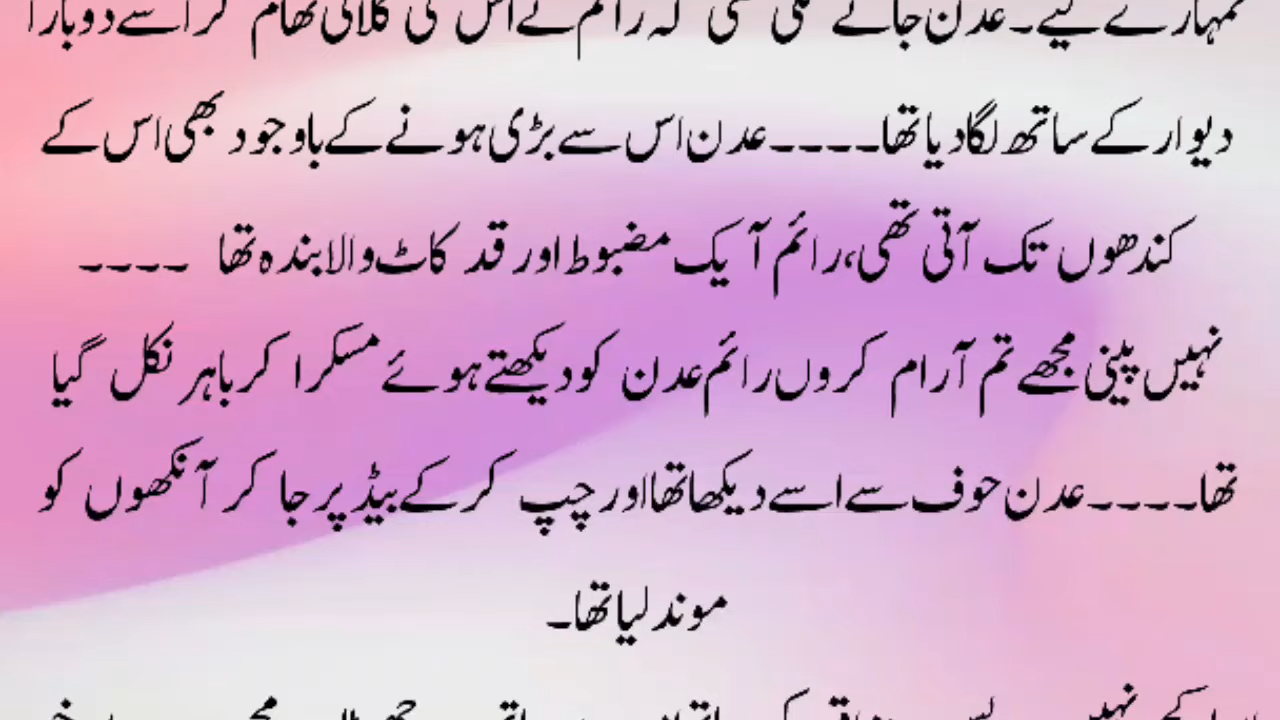 تمہارے لیے۔ عدن جانے لگی تھی کہ رائم نے اس کی کلائی تھام کر اسے دوبارا
دیوار کے ساتھ لگا دیا تھا۔۔۔۔ عدن اس سے بڑی ہونے کے باوجود بھی اس کے
کندھوں تک آتی تھی، رائم آیک مضبوط اور قد کاٹ والا بندہ تھا ۔۔۔۔
نہیں پینی مجھے تم آرام کروں رائم عدن کو دیکھتے ہوئے مسکرا کر باہر نکل گیا
تھا۔۔۔۔ عدن حوف سے اسے دیکھا تھا اور چپ کر کے بیڈ پر جا کر آنکھوں کو
موند لیا تھا۔